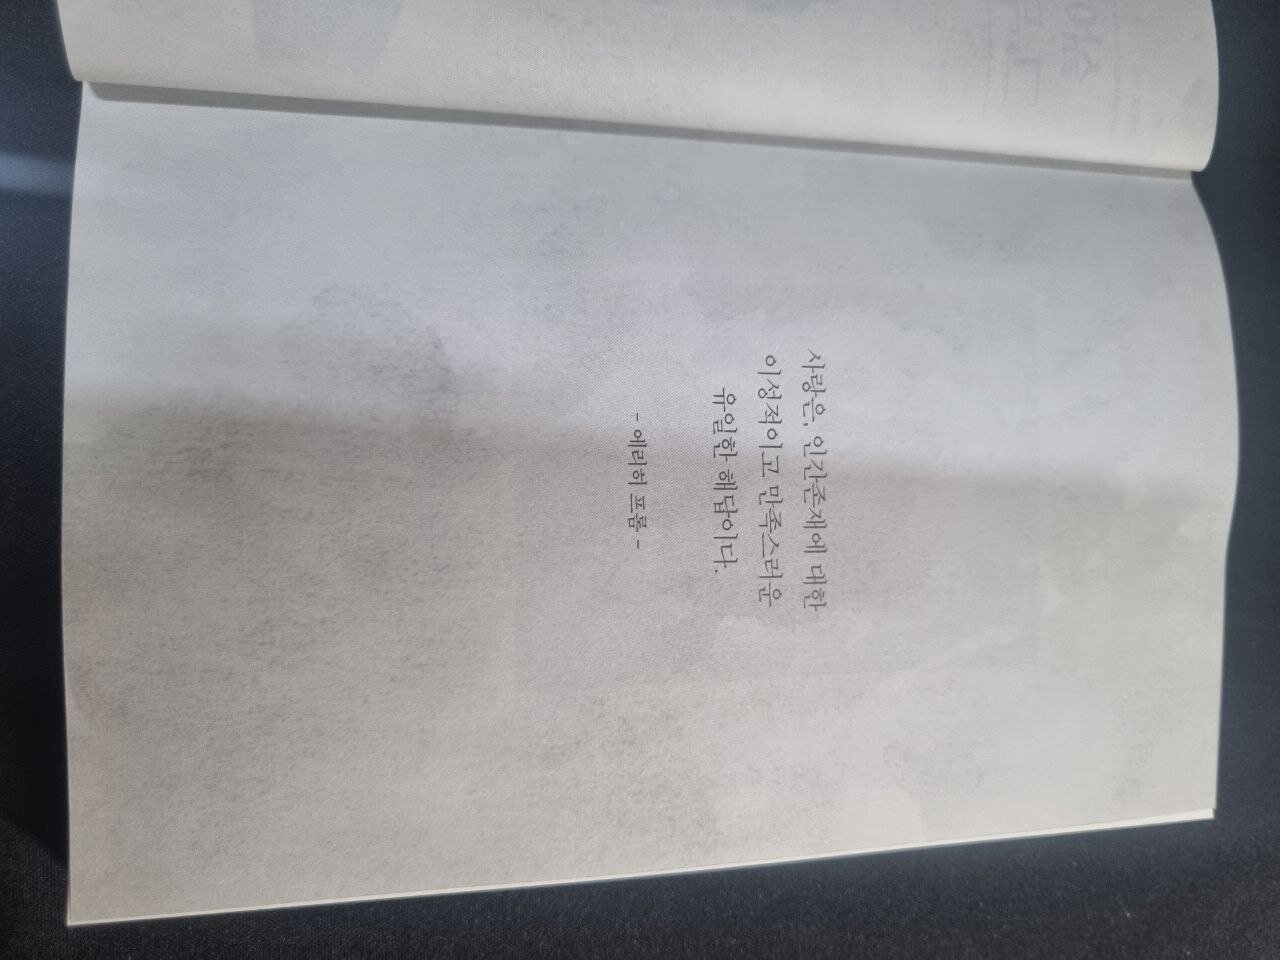 사랑은, 인간존재에 대한
이성적이고 만족스러운
유일한 해답이다.
- 에리히 프롬 -